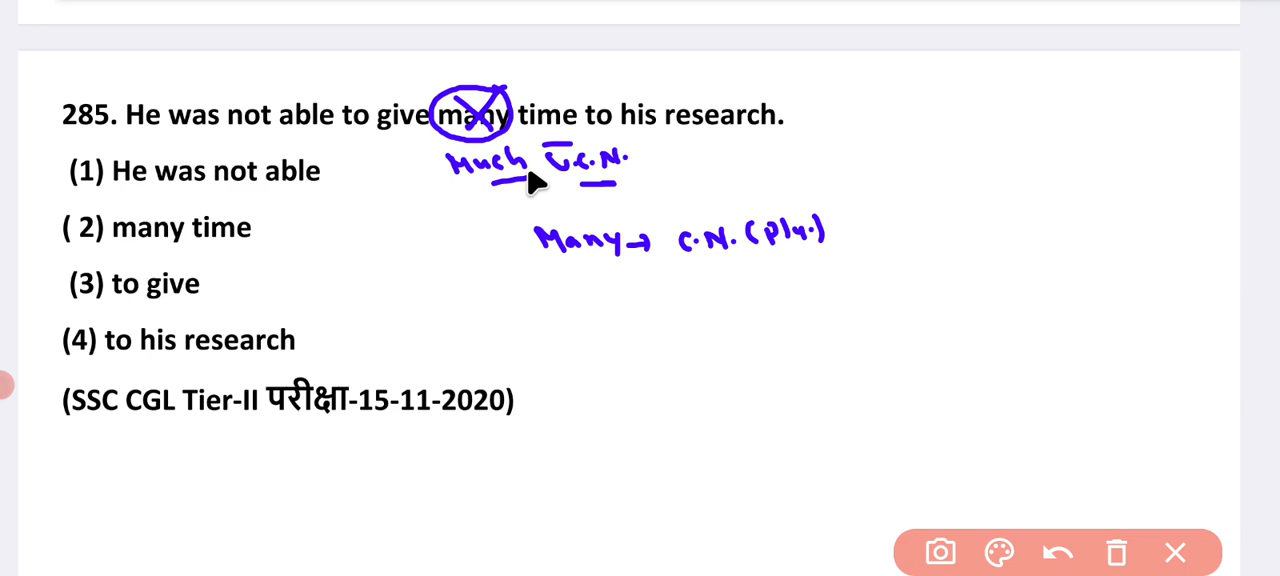 285. He was not able to give many time to his research.
Much U.C.N.
(1) He was not able
( 2) many time
Many → C.N. (Plu.)
(3) to give
(4) to his research
(SSC CGL Tier-II परीक्षा-15-11-2020)